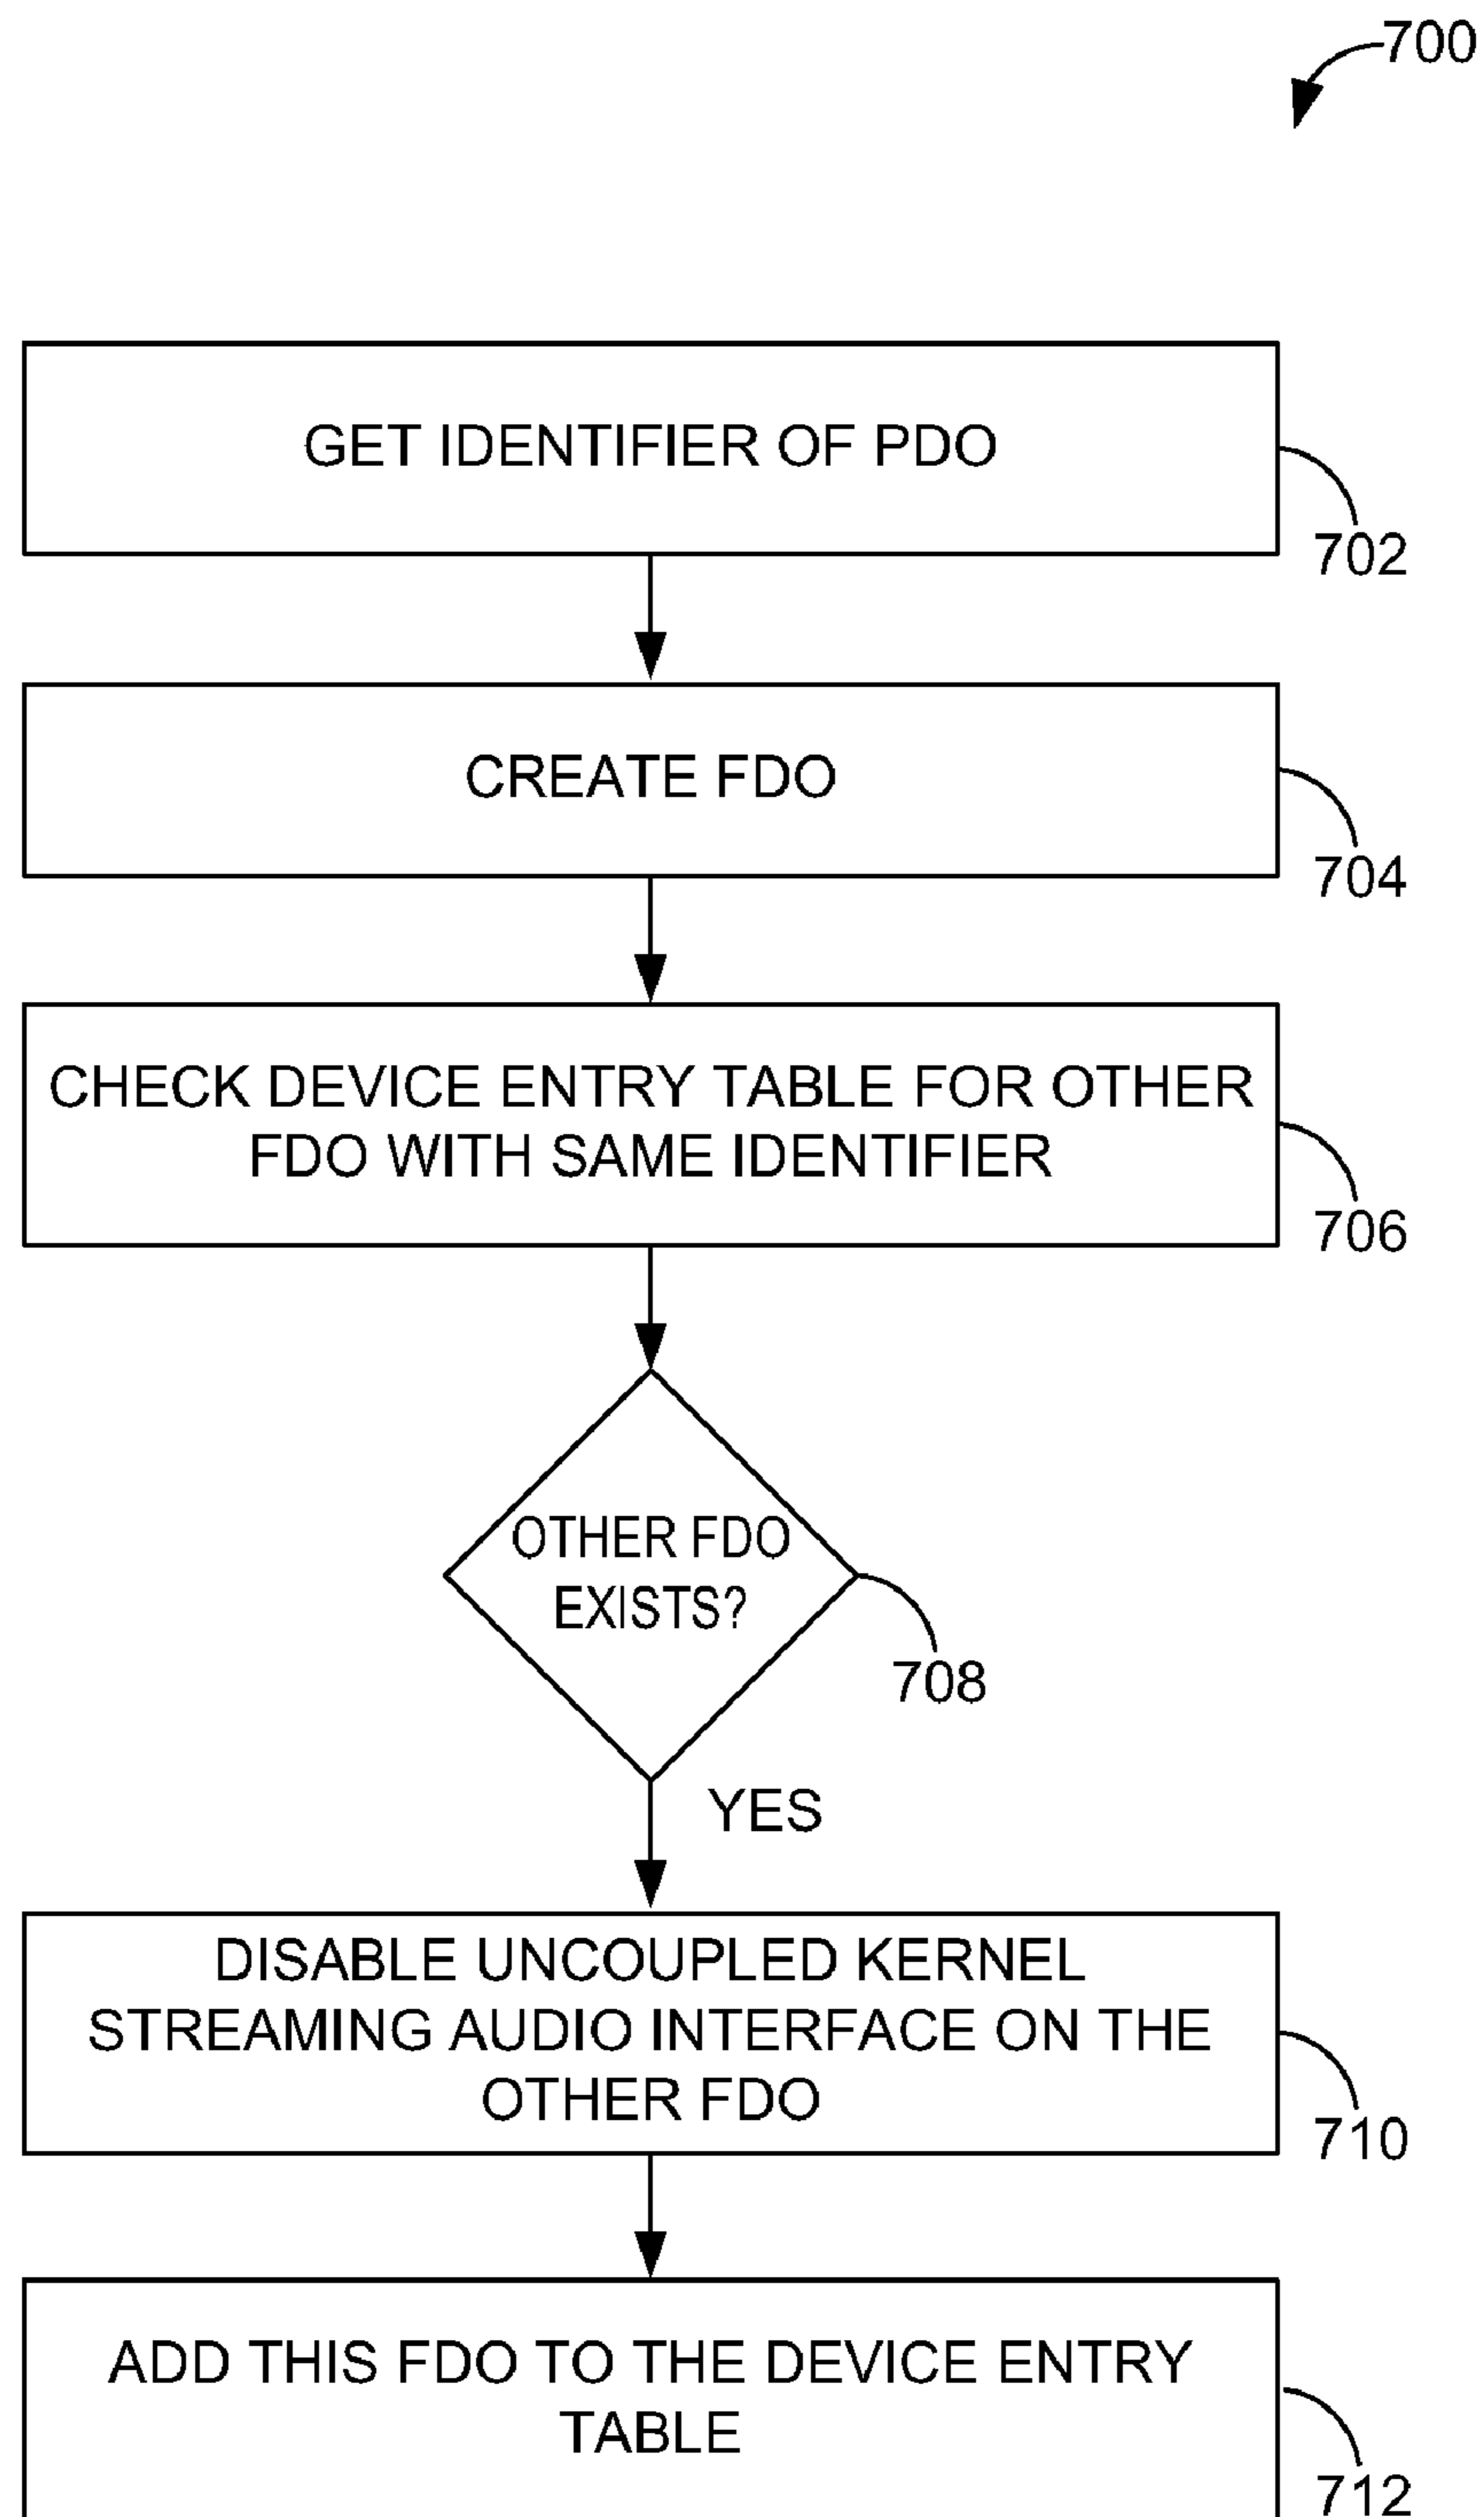 700
GET IDENTIFIER OF PDO
702
CREATE FDO
704
CHECK DEVICE ENTRY TABLE FOR OTHER
FDO WITH SAME IDENTIFIER
706
OTHER FDO
EXISTS?
708
YES
DISABLE UNCOUPLED KERNEL
STREAMING AUDIO INTERFACE ON THE
OTHER FDO
710
ADD THIS FDO TO THE DEVICE ENTRY
TABLE
712